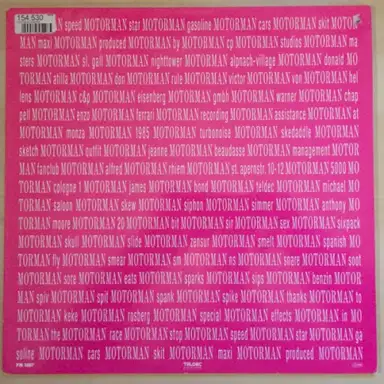 154 530
MAN speed MOTORMAN star MOTORMAN gasoline MOTORMAN cars MOTORMAN skit MOTOR
MAN maxi MOTORMAN produced MOTORMAN by MOTORMAN cp MOTORMAN studios MOTORMAN ma
sters MOTORMAN st. gall MOTORMAN nighttower MOTORMAN alpnach-village MOTORMAN donald MO
TORMAN atilla MOTORMAN don MOTORMAN rule MOTORMAN victor MOTORMAN von MOTORMAN hel
lens MOTORMAN c&p MOTORMAN eisenberg MOTORMAN gmbh MOTORMAN warner MOTORMAN chap
pell MOTORMAN enzo MOTORMAN ferrari MOTORMAN recording MOTORMAN assistance MOTORMAN at
MOTORMAN monza MOTORMAN 1985 MOTORMAN turbonoise MOTORMAN skedaddle MOTORMAN
sketch MOTORMAN outfit MOTORMAN jeanne MOTORMAN beaudasse MOTORMAN management MOTOR
MAN fanclub MOTORMAN alfred MOTORMAN rhiem MOTORMAN st. apernstr. 10-12 MOTORMAN 5000 MO
TORMAN cologne 1 MOTORMAN james MOTORMAN bond MOTORMAN teldec MOTORMAN michael MO
TORMAN saloon MOTORMAN skew MOTORMAN siphon MOTORMAN simmer MOTORMAN anthony MO
TORMAN moore MOTORMAN 20 MOTORMAN bit MOTORMAN sir MOTORMAN sex MOTORMAN sixpack
MOTORMAN skull MOTORMAN slide MOTORMAN zensur MOTORMAN smelt MOTORMAN spanish MO
TORMAN fly MOTORMAN smear MOTORMAN sm MOTORMAN ns MOTORMAN snare MOTORMAN soot
MOTORMAN sore MOTORMAN eats MOTORMAN sparks MOTORMAN sips MOTORMAN benzin MOTOR
MAN spiv MOTORMAN spit MOTORMAN spank MOTORMAN spike MOTORMAN thanks MOTORMAN to
MOTORMAN keke MOTORMAN rosberg MOTORMAN special MOTORMAN effects MOTORMAN in MO
TORMAN the MOTORMAN race MOTORMAN stop MOTORMAN speed MOTORMAN star MOTORMAN ga
soline MOTORMAN cars MOTORMAN skit MOTORMAN maxi MOTORMAN produced MOTORMAN
TELDEC